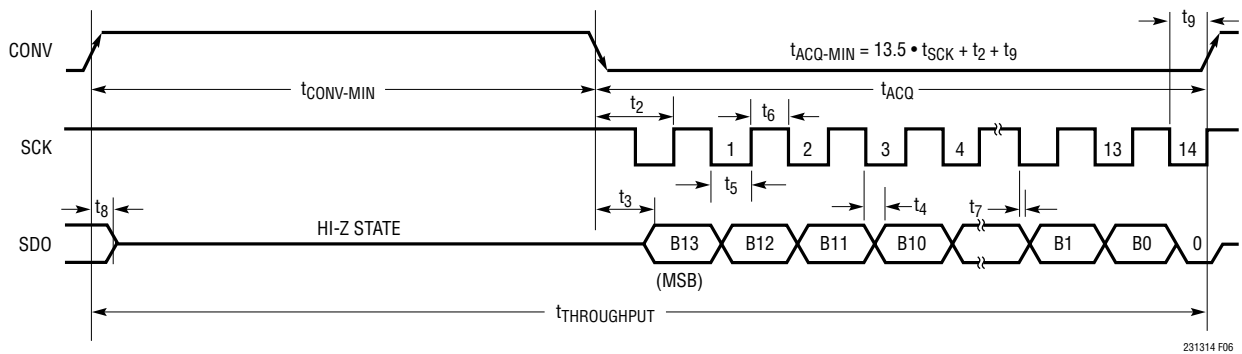 t9
CONV
tACQ-MIN = 13.5 • tSCK + t2 + t9
tCONV-MIN
tACQ
t2
t6
SCK
1
2
3
4
13
14
t5
t8
t3
t4
t7
HI-Z STATE
SDO
B13
B12
B11
B10
B1
B0
0
(MSB)
tTHROUGHPUT
231314 F06